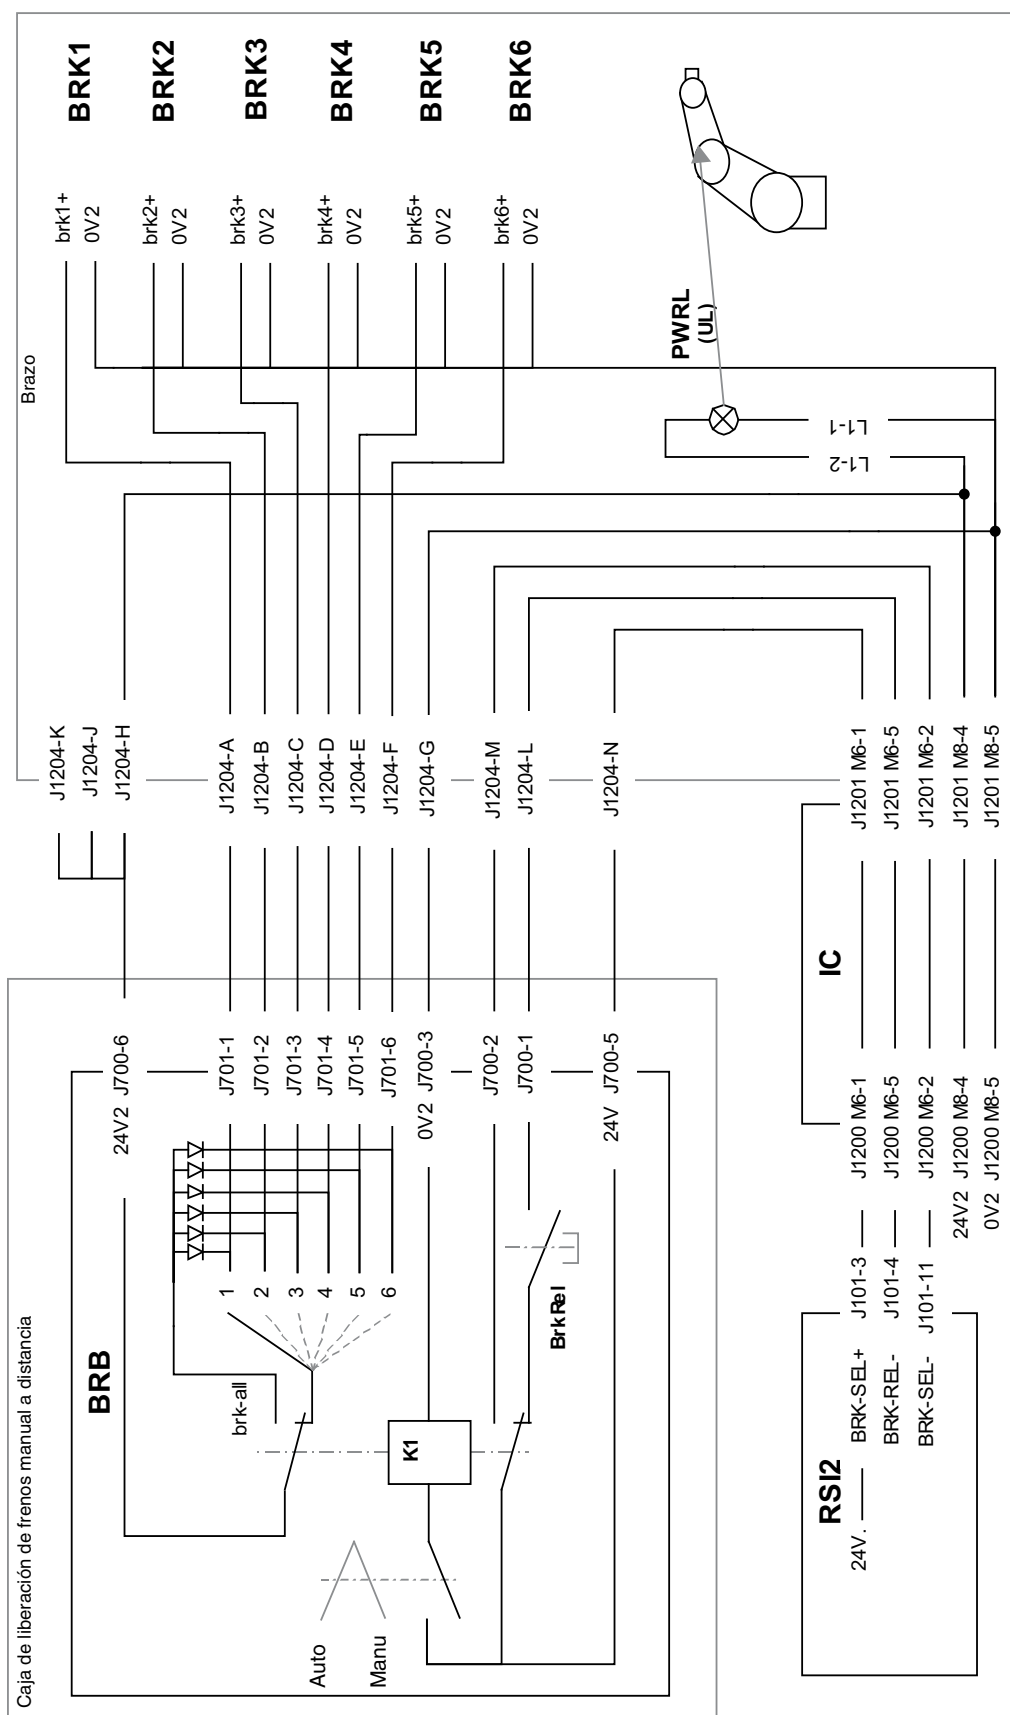 Caja de liberación de frenos manual a distancia
Brazo
BRK1
BRK2
BRK3
BRK4
BRK5
BRK6
brk1+
0V2
brk2+
0V2
brk3+
0V2
brk4+
0V2
brk5+
0V2
brk6+
0V2
PWRL
(UL)
L1-1
L1-2
J1204-K
J1204-J
J1204-H
J1204-A
J1204-B
J1204-C
J1204-D
J1204-E
J1204-F
J1204-G
J1204-M
J1204-L
J1204-N
J1201 M6-1
J1201 M6-5
J1201 M6-2
J1201 M8-4
J1201 M8-5
IC
24V2 J700-6
J701-1
J701-2
J701-3
J701-4
J701-5
J701-6
0V2 J700-3
J700-2
J700-1
24V J700-5
J1200 M6-1
J1200 M6-5
J1200 M6-2
24V2 J1200 M8-4
0V2 J1200 M8-5
BRB
brk-all
1
2
3
4
5
6
K1
BrkRel
Auto
Manu
RSI2
24V. BRK-SEL+ J101-3
BRK-REL- J101-4
BRK-SEL- J101-11